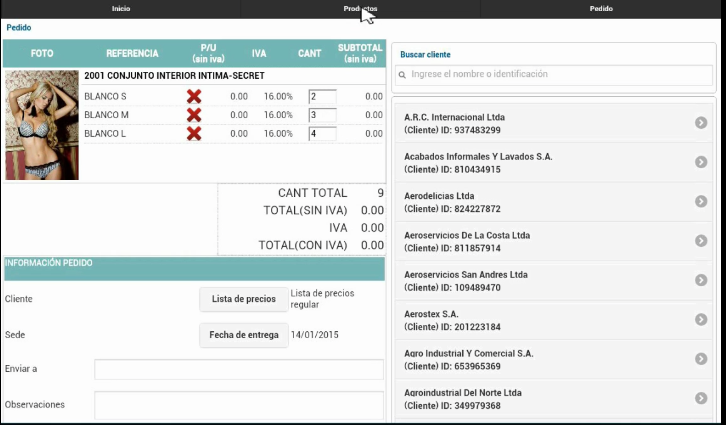 Inicio
Productos
Pedido
Pedido
FOTO
REFERENCIA
P/U
(sin iva)
IVA
CANT
SUBTOTAL
(sin iva)
2001 CONJUNTO INTERIOR INTIMA-SECRET
BLANCO S 0.00 16.00% 2 0.00
BLANCO M 0.00 16.00% 3 0.00
BLANCO L 0.00 16.00% 4 0.00
CANT TOTAL 9
TOTAL(SIN IVA) 0.00
IVA 0.00
TOTAL(CON IVA) 0.00
INFORMACIÓN PEDIDO
Cliente
Lista de precios
Lista de precios
regular
Sede
Fecha de entrega
14/01/2015
Enviar a
Observaciones
Buscar cliente
Ingrese el nombre o identificación
A.R.C. Internacional Ltda
(Cliente) ID: 937483299
Acabados Informales Y Lavados S.A.
(Cliente) ID: 810434915
Aerodelicias Ltda
(Cliente) ID: 824227872
Aeroservicios De La Costa Ltda
(Cliente) ID: 811857914
Aeroservicios San Andres Ltda
(Cliente) ID: 109489470
Aerostex S.A.
(Cliente) ID: 201223184
Agro Industrial Y Comercial S.A.
(Cliente) ID: 653965369
Agroindustrial Del Norte Ltda
(Cliente) ID: 349979368